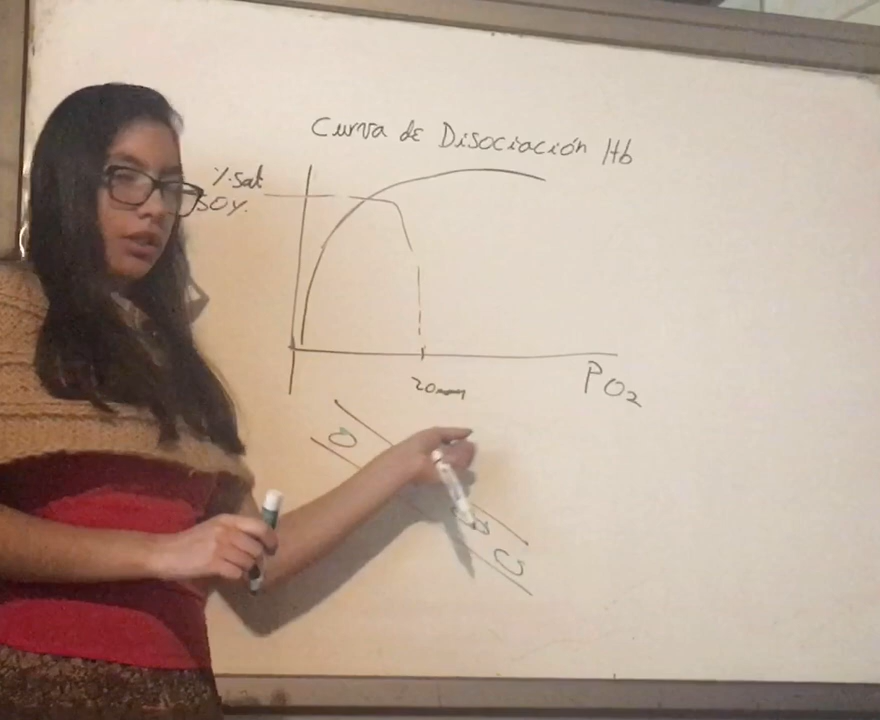 Curva de Disociación Hb
%.Sat
50%.
20mm
PO₂